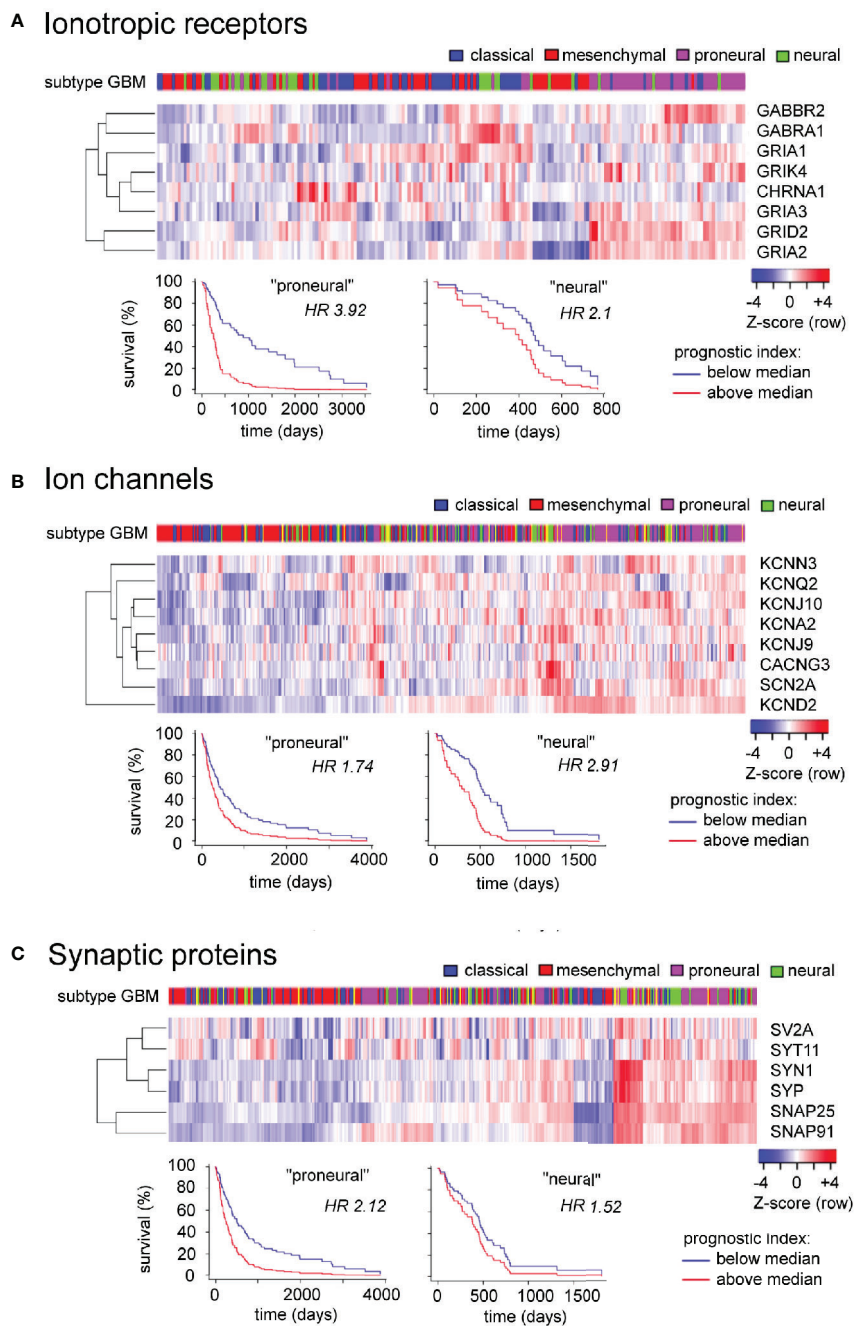 A Ionotropic receptors
classical mesenchymal proneural neural
subtype GBM
GABBR2
GABRA1
GRIA1
GRIK4
CHRNA1
GRIA3
GRID2
GRIA2
-4 0 +4
Z-score (row)
survival (%)
100
80
60
40
20
0
"proneural"
HR 3.92
0 1000 2000 3000
time (days)
"neural"
HR 2.1
0 200 400 600 800
time (days)
prognostic index:
below median
above median
B Ion channels
classical mesenchymal proneural neural
subtype GBM
KCNN3
KCNQ2
KCNJ10
KCNA2
KCNJ9
CACNG3
SCN2A
KCND2
-4 0 +4
Z-score (row)
survival (%)
100
80
60
40
20
0
"proneural"
HR 1.74
0 2000 4000
time (days)
"neural"
HR 2.91
0 500 1500
time (days)
prognostic index:
below median
above median
C Synaptic proteins
classical mesenchymal proneural neural
subtype GBM
SV2A
SYT11
SYN1
SYP
SNAP25
SNAP91
-4 0 +4
Z-score (row)
survival (%)
100
80
60
40
20
0
"proneural"
HR 2.12
0 2000 4000
time (days)
"neural"
HR 1.52
0 500 1500
time (days)
prognostic index:
below median
above median